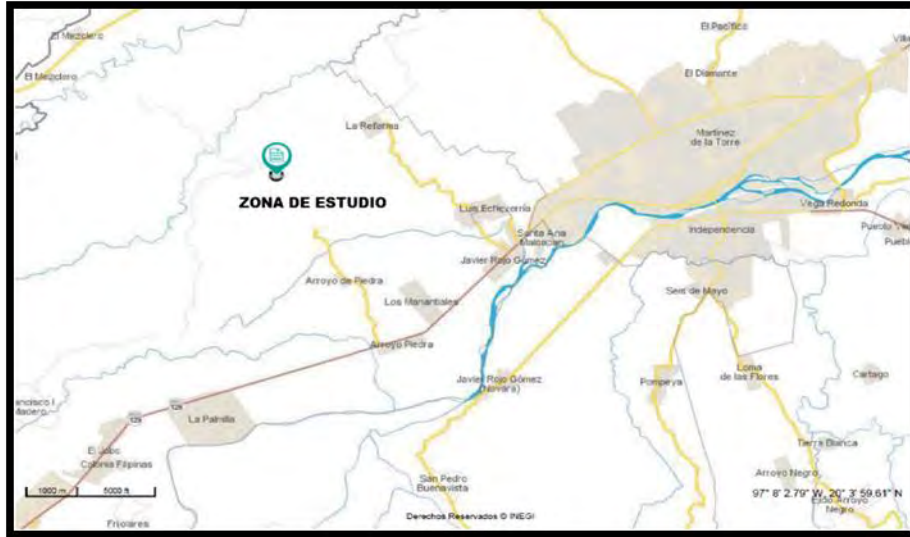 El Mezclero
El Pacífico
El Mezclero
El Diamante
La Reforma
Martínez
de la Torre
ZONA DE ESTUDIO
Luis Echeverría
Vega Redonda
Santa Ana
Independencia
Javier Rojo Gómez
Arroyo de Piedra
Los Manantiales
Seis de Mayo
Arroyo Piedra
Javier Rojo Gómez
(Novara)
Pompeya
Loma
de las Flores
Cartago
129
129
La Palmilla
El Jobo
Colonia Filipinas
Tierra Blanca
San Pedro
Buenavista
Arroyo Negro
1000 m
5000 ft
97° 8' 2.79" W, 20° 3' 59.61" N
Ejido Arroyo
Negro
Frijolares
Derechos Reservados © INEGI